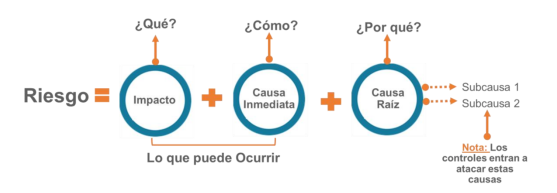 ¿Qué?
¿Cómo?
¿Por qué?
Riesgo
=
Impacto
+
Causa
Inmediata
+
Causa
Raíz
Subcausa 1
Subcausa 2
Lo que puede Ocurrir
Nota: Los
controles entran a
atacar estas
causas